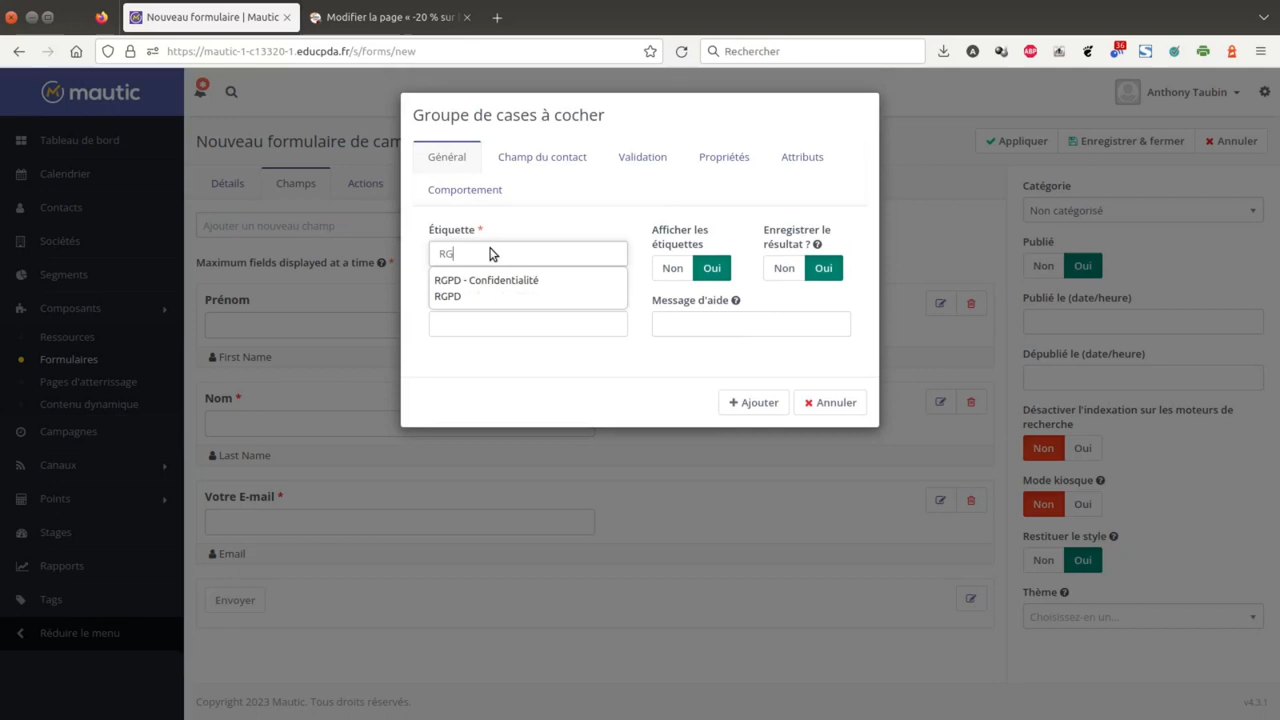 Nouveau formulaire | Mautic
Modifier la page « -20 % sur
https://mautic-1-c13320-1.educpda.fr/s/forms/new
Rechercher
36
ABP
mautic
Anthony Taubin
Tableau de bord
Calendrier
Contacts
Sociétés
Segments
Composants
Ressources
Formulaires
Pages d'atterrissage
Contenu dynamique
Campagnes
Canaux
Points
Stages
Rapports
Tags
Réduire le menu
Nouveau formulaire de cam
Appliquer
Enregistrer & fermer
Annuler
Détails
Champs
Actions
Ajouter un nouveau champ
Maximum fields displayed at a time *
Prénom
First Name
Nom *
Last Name
Votre E-mail *
Email
Envoyer
Groupe de cases à cocher
Général
Champ du contact
Validation
Propriétés
Attributs
Comportement
Étiquette *
RG
RGPD - Confidentialité
RGPD
Afficher les
étiquettes
Non Oui
Enregistrer le
résultat ?
Non Oui
Message d'aide
Ajouter
Annuler
Catégorie
Non catégorisé
Publié
Non Oui
Publié le (date/heure)
Dépublié le (date/heure)
Désactiver l'indexation sur les moteurs de
recherche
Non Oui
Mode kiosque
Non Oui
Restituer le style
Non Oui
Thème
Choisissez-en un...
Copyright 2023 Mautic. Tous droits réservés.
v4.3.1